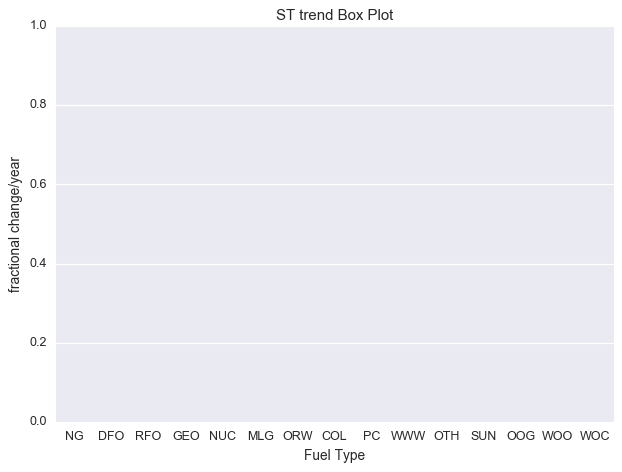 ST trend Box Plot
1.0
0.8
0.6
0.4
0.2
0.0
fractional change/year
NG DFO RFO GEO NUC MLG ORW COL PC WWW OTH SUN OOG WOO WOC
Fuel Type